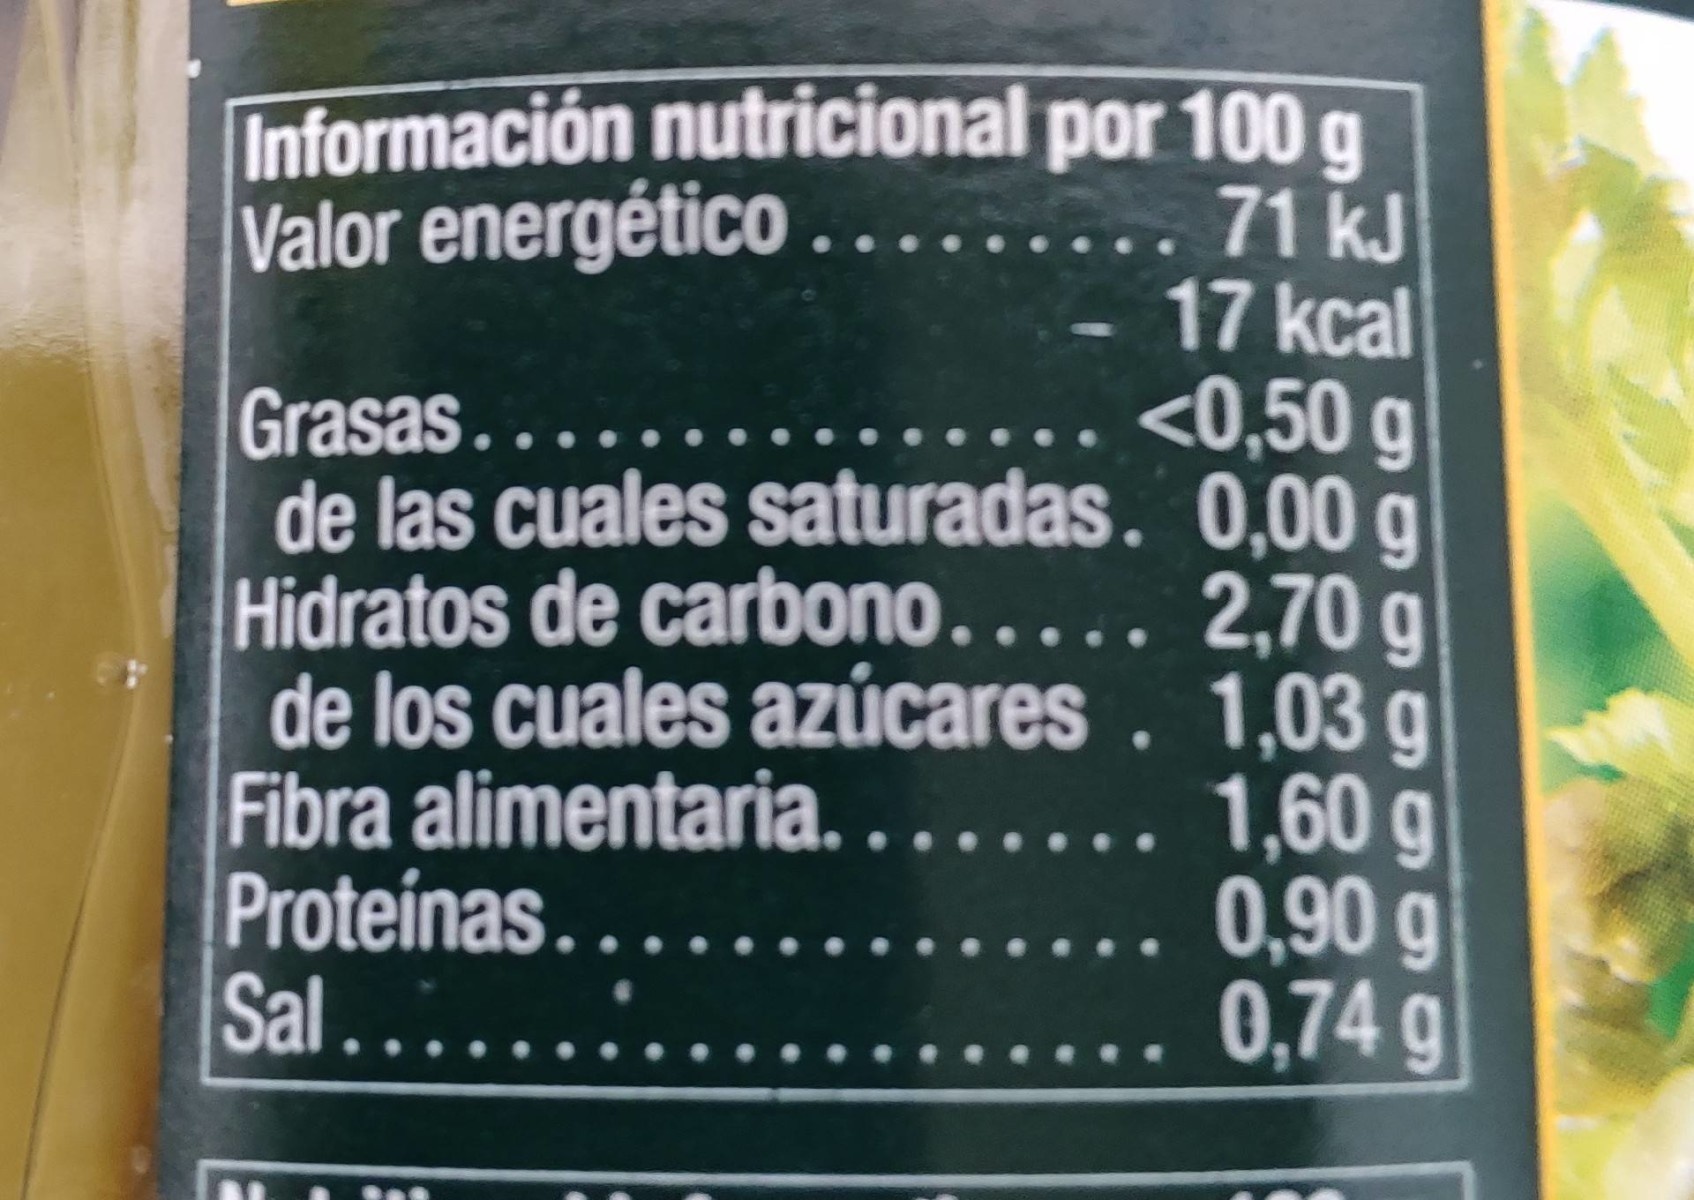 Información nutricional por 100 g
Valor energético . . . . . . . . . 71 kJ
– 17 kcal
Grasas . . . . . . . . . . . . . . . . <0,50 g
de las cuales saturadas . 0,00 g
Hidratos de carbono . . . . . 2,70 g
de los cuales azúcares . 1,03 g
Fibra alimentaria . . . . . . . . 1,60 g
Proteínas . . . . . . . . . . . . . . 0,90 g
Sal . . . . . . . . . . . . . . . . . . . . 0,74 g